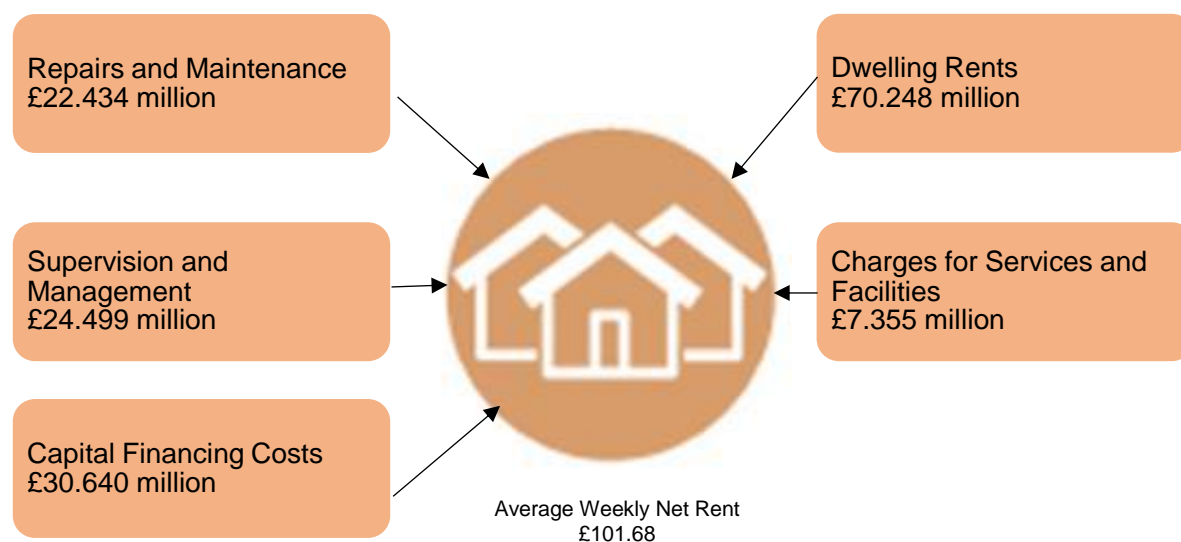 Repairs and Maintenance
£22.434 million
Supervision and
Management
£24.499 million
Capital Financing Costs
£30.640 million
Dwelling Rents
£70.248 million
Charges for Services and
Facilities
£7.355 million
Average Weekly Net Rent
£101.68